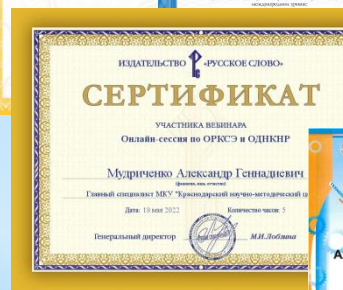 ИЗДАТЕЛЬСТВО «РУССКОЕ СЛОВО»
СЕРТИФИКАТ
УЧАСТНИКА ВЕБИНАРА
Онлайн-сессия по ОРКСЭ и ОДНКНР
Мудриченко Александр Геннадиевич
(фамилия, имя, отчество)
Главный специалист МКУ "Краснодарский научно-методический ц
Дата: 19 мая 2022 Количество часов: 5
Генеральный директор М.И.Лобзина
А